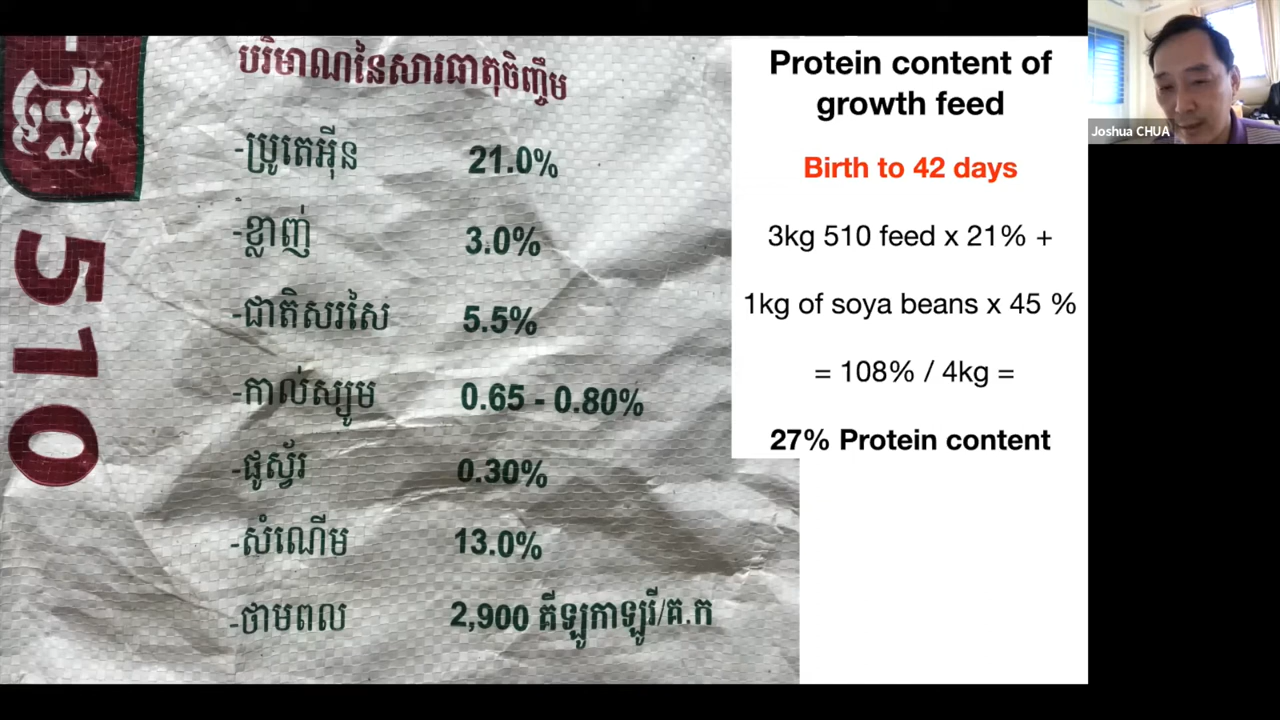 510
បរិមាណនៃសារធាតុចិញ្ចឹម
-ប្រូតេអ៊ីន 21.0%
-ខ្លាញ់ 3.0%
-ជាតិសរសៃ 5.5%
-កាល់ស្យូម 0.65 - 0.80%
-ផូស្វ័រ 0.30%
-សំណើម 13.0%
-ថាមពល 2,900 គីឡូកាឡូរី/គ.ក
Protein content of
growth feed
Birth to 42 days
3kg 510 feed x 21% +
1kg of soya beans x 45 %
= 108% / 4kg =
27% Protein content
Joshua CHUA